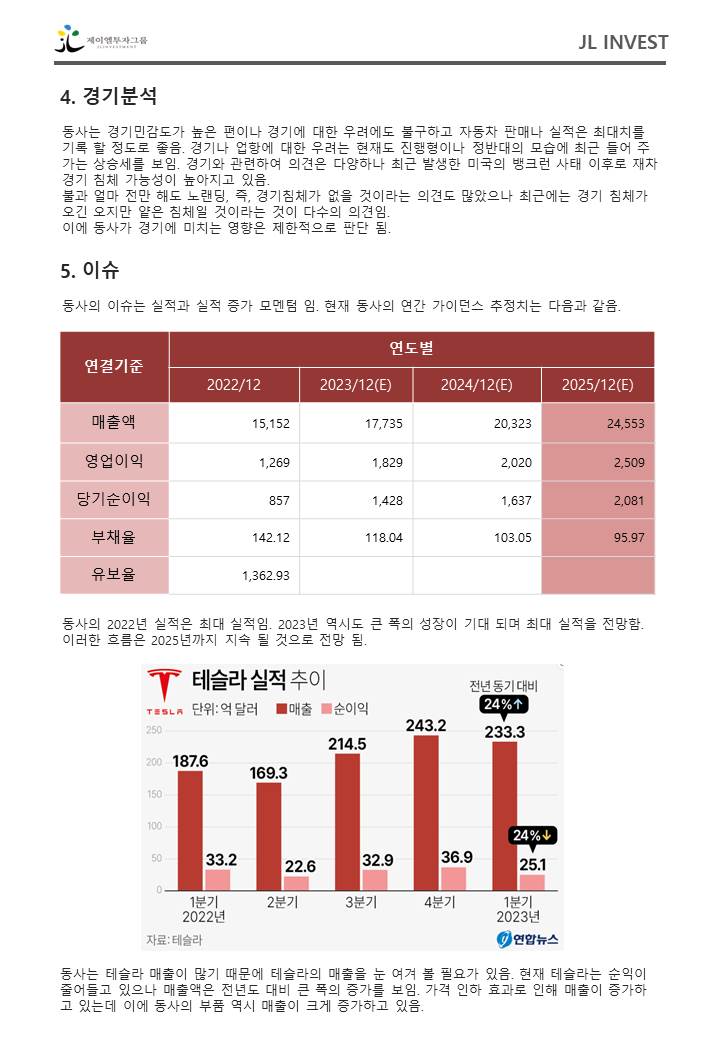 제이엘투자그룹
JLINVESTMENT
JL INVEST
4. 경기분석
동사는 경기민감도가 높은 편이나 경기에 대한 우려에도 불구하고 자동차 판매나 실적은 최대치를
기록 할 정도로 좋음. 경기나 업항에 대한 우려는 현재도 진행형이나 정반대의 모습에 최근 들어 주
가는 상승세를 보임. 경기와 관련하여 의견은 다양하나 최근 발생한 미국의 뱅크런 사태 이후로 재차
경기 침체 가능성이 높아지고 있음.
불과 얼마 전만 해도 노랜딩, 즉, 경기침체가 없을 것이라는 의견도 많았으나 최근에는 경기 침체가
오긴 오지만 얕은 침체일 것이라는 것이 다수의 의견임.
이에 동사가 경기에 미치는 영향은 제한적으로 판단 됨.
5. 이슈
동사의 이슈는 실적과 실적 증가 모멘텀 임. 현재 동사의 연간 가이던스 추정치는 다음과 같음.
연결기준 연도별
2022/12 2023/12(E) 2024/12(E) 2025/12(E)
매출액 15,152 17,735 20,323 24,553
영업이익 1,269 1,829 2,020 2,509
당기순이익 857 1,428 1,637 2,081
부채율 142.12 118.04 103.05 95.97
유보율 1,362.93
동사의 2022년 실적은 최대 실적임. 2023년 역시도 큰 폭의 성장이 기대 되며 최대 실적을 전망함.
이러한 흐름은 2025년까지 지속 될 것으로 전망 됨.
테슬라 실적 추이
TESLA 단위: 억 달러 매출 순이익
전년 동기 대비
24%↑
250
200
150
100
50
0
187.6 169.3 214.5 243.2 233.3
24%↓
33.2 22.6 32.9 36.9 25.1
1분기 2분기 3분기 4분기 1분기
2022년 2023년
자료: 테슬라 연합뉴스
동사는 테슬라 매출이 많기 때문에 테슬라의 매출을 눈 여겨 볼 필요가 있음. 현재 테슬라는 순익이
줄어들고 있으나 매출액은 전년도 대비 큰 폭의 증가를 보임. 가격 인하 효과로 인해 매출이 증가하
고 있는데 이에 동사의 부품 역시 매출이 크게 증가하고 있음.